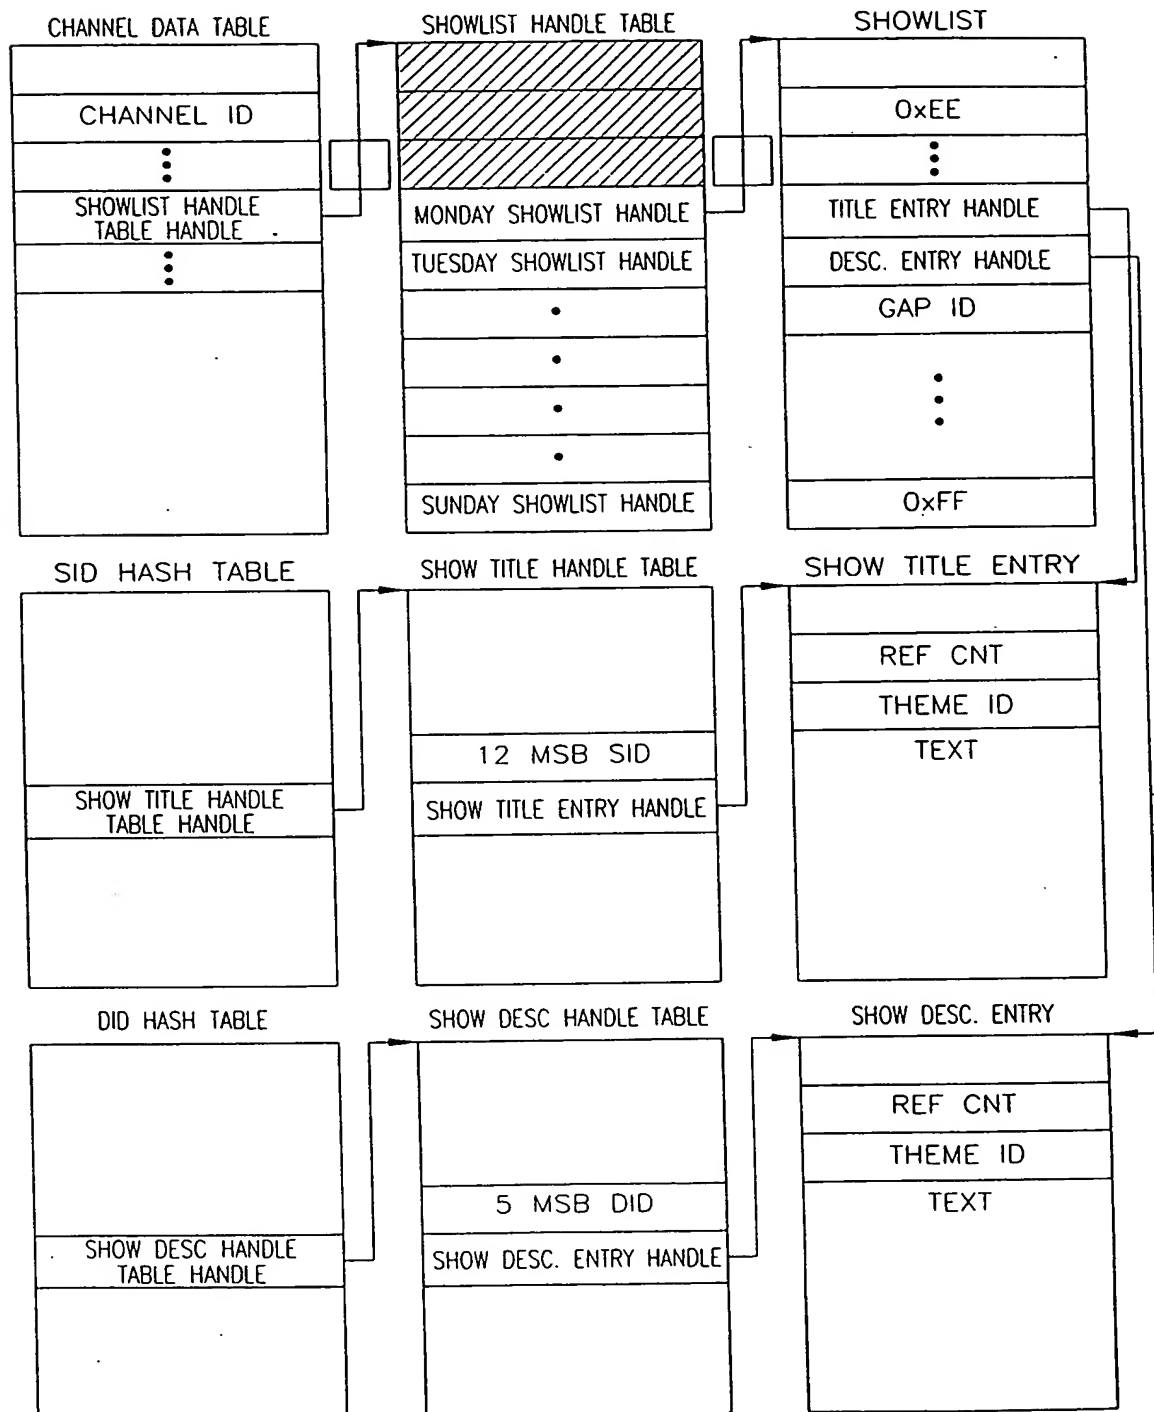 CHANNEL DATA TABLE
CHANNEL ID
SHOWLIST HANDLE
TABLE HANDLE
SHOWLIST HANDLE TABLE
MONDAY SHOWLIST HANDLE
TUESDAY SHOWLIST HANDLE
SUNDAY SHOWLIST HANDLE
SHOWLIST
0xEE
TITLE ENTRY HANDLE
DESC. ENTRY HANDLE
GAP ID
0xFF
SID HASH TABLE
SHOW TITLE HANDLE
TABLE HANDLE
SHOW TITLE HANDLE TABLE
12 MSB SID
SHOW TITLE ENTRY HANDLE
SHOW TITLE ENTRY
REF CNT
THEME ID
TEXT
DID HASH TABLE
SHOW DESC HANDLE
TABLE HANDLE
SHOW DESC HANDLE TABLE
5 MSB DID
SHOW DESC. ENTRY HANDLE
SHOW DESC. ENTRY
REF CNT
THEME ID
TEXT